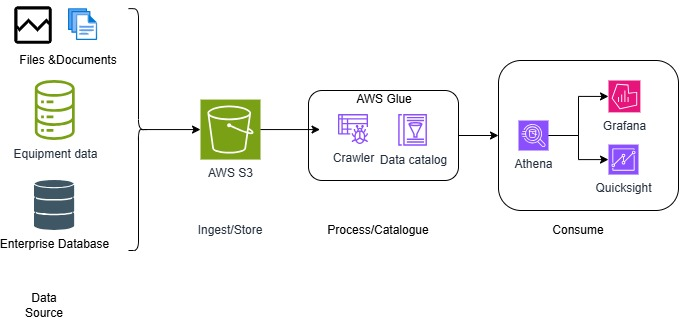 Files &Documents
Equipment data
Enterprise Database
Data
Source
AWS S3
Ingest/Store
AWS Glue
Crawler
Data catalog
Process/Catalogue
Athena
Grafana
Quicksight
Consume